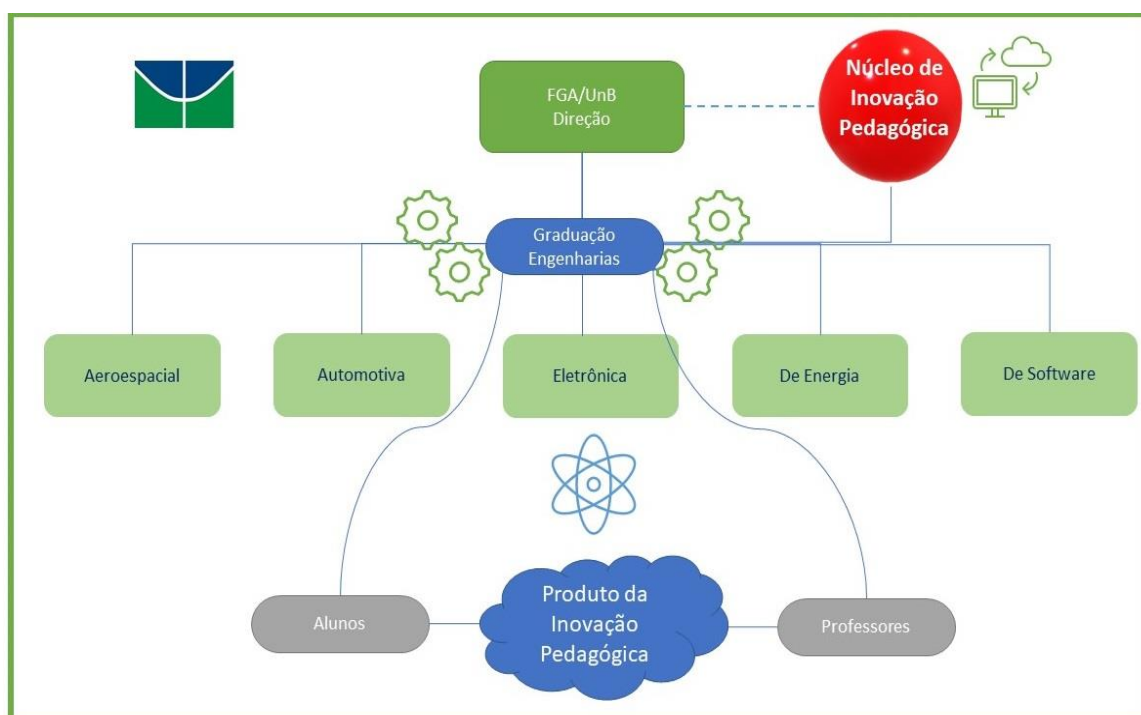 FGA/UnB
Direção
Núcleo de
Inovação
Pedagógica
Graduação
Engenharias
Aeroespacial
Automotiva
Eletrônica
De Energia
De Software
Alunos
Produto da
Inovação
Pedagógica
Professores